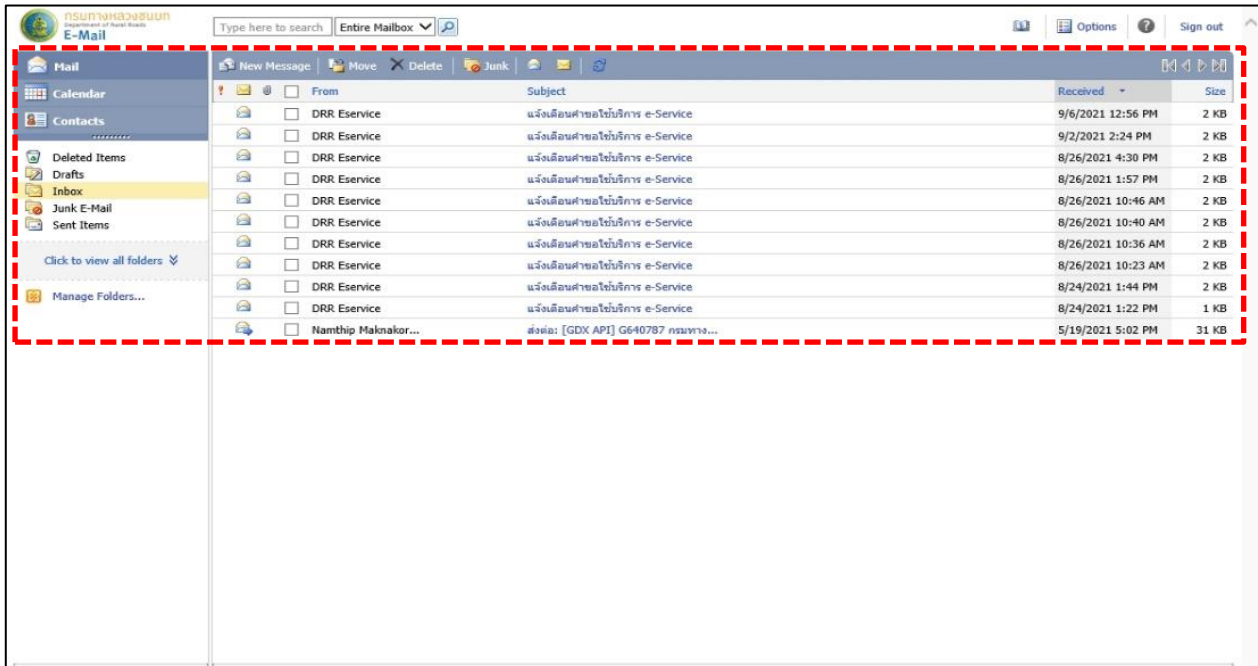 กรมทางหลวงชนบท
Department of Rural Roads
E-Mail
Type here to search Entire Mailbox Options Sign out
Mail
Calendar
Contacts
Deleted Items
Drafts
Inbox
Junk E-Mail
Sent Items
Click to view all folders
Manage Folders...
New Message Move Delete Junk
From Subject Received Size
DRR Eservice แจ้งเตือนคำขอใช้บริการ e-Service 9/6/2021 12:56 PM 2 KB
DRR Eservice แจ้งเตือนคำขอใช้บริการ e-Service 9/2/2021 2:24 PM 2 KB
DRR Eservice แจ้งเตือนคำขอใช้บริการ e-Service 8/26/2021 4:30 PM 2 KB
DRR Eservice แจ้งเตือนคำขอใช้บริการ e-Service 8/26/2021 1:57 PM 2 KB
DRR Eservice แจ้งเตือนคำขอใช้บริการ e-Service 8/26/2021 10:46 AM 2 KB
DRR Eservice แจ้งเตือนคำขอใช้บริการ e-Service 8/26/2021 10:40 AM 2 KB
DRR Eservice แจ้งเตือนคำขอใช้บริการ e-Service 8/26/2021 10:36 AM 2 KB
DRR Eservice แจ้งเตือนคำขอใช้บริการ e-Service 8/26/2021 10:23 AM 2 KB
DRR Eservice แจ้งเตือนคำขอใช้บริการ e-Service 8/24/2021 1:44 PM 2 KB
DRR Eservice แจ้งเตือนคำขอใช้บริการ e-Service 8/24/2021 1:22 PM 1 KB
Namthip Maknakor... ส่งต่อ: [GDX API] G640787 กรมทาง... 5/19/2021 5:02 PM 31 KB